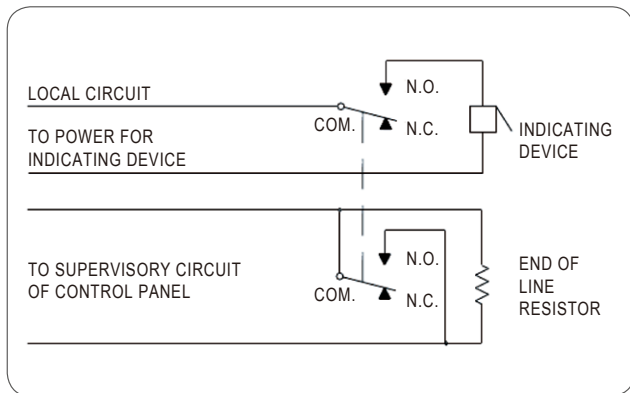 LOCAL CIRCUIT
TO POWER FOR
INDICATING DEVICE
COM.
N.O.
N.C.
INDICATING
DEVICE
TO SUPERVISORY CIRCUIT
OF CONTROL PANEL
COM.
N.O.
N.C.
END OF
LINE
RESISTOR